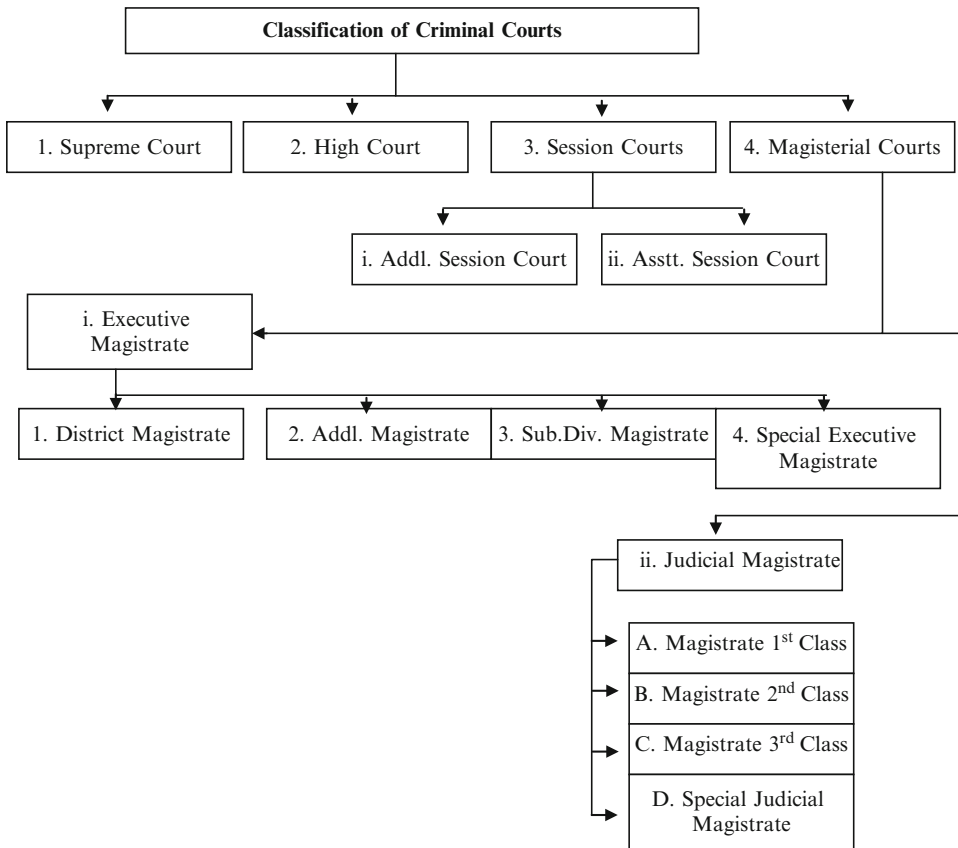 Classification of Criminal Courts
1. Supreme Court
2. High Court
3. Session Courts
4. Magisterial Courts
i. Addl. Session Court
ii. Asstt. Session Court
i. Executive
Magistrate
1. District Magistrate
2. Addl. Magistrate
3. Sub.Div. Magistrate
4. Special Executive
Magistrate
ii. Judicial Magistrate
A. Magistrate 1st Class
B. Magistrate 2nd Class
C. Magistrate 3rd Class
D. Special Judicial
Magistrate